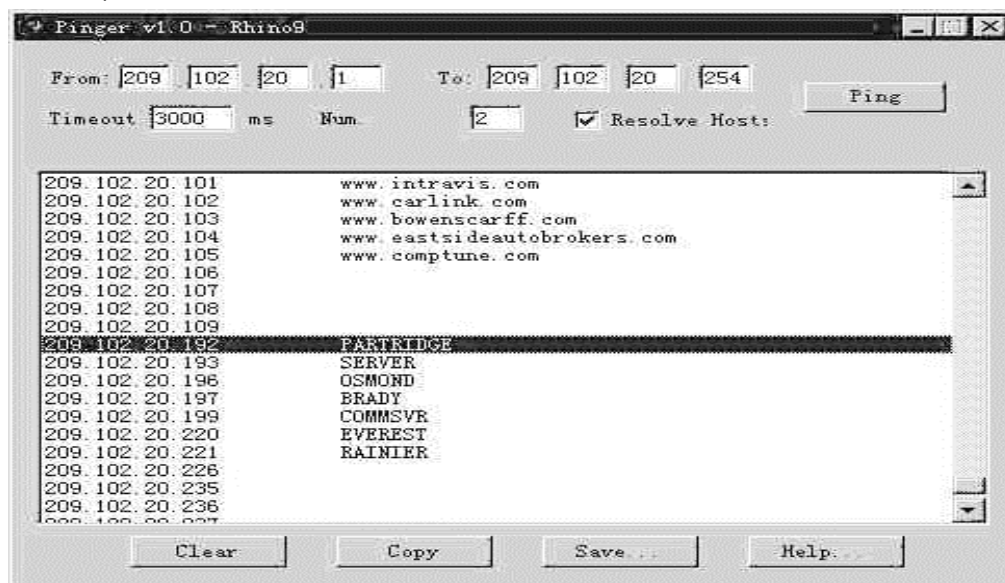 Pinger v1.0 - Rhino9
From: 209 .102 .20 .1 To: 209 102 20 254
Ping
Timeout 3000 ms Num. 2 Resolve Hosts
209.102.20.101 www.intravis.com
209.102.20.102 www.carlink.com
209.102.20.103 www.bowenscarff.com
209.102.20.104 www.eastsideautobrokers.com
209.102.20.105 www.comptune.com
209.102.20.106
209.102.20.107
209.102.20.108
209.102.20.109
209.102.20.192 PARTRIDGE
209.102.20.193 SERVER
209.102.20.196 OSMOND
209.102.20.197 BRADY
209.102.20.199 COMMSVR
209.102.20.220 EVEREST
209.102.20.221 RAINIER
209.102.20.226
209.102.20.235
209.102.20.236
Clear Copy Save... Help...